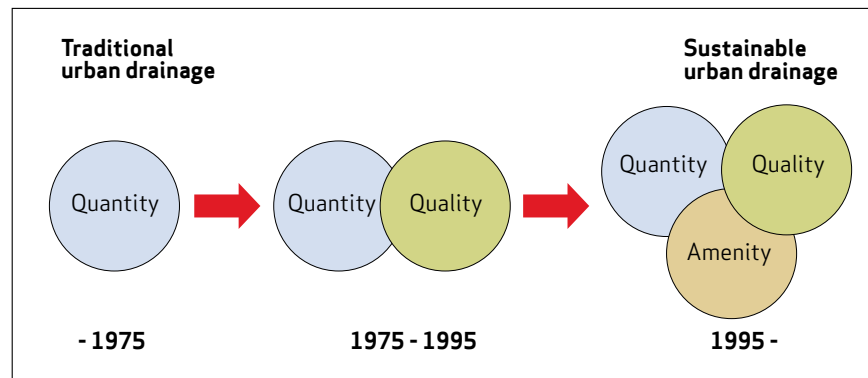 Traditional
urban drainage
Sustainable
urban drainage
Quantity
Quantity
Quality
Quantity
Quality
Amenity
- 1975
1975 - 1995
1995 -